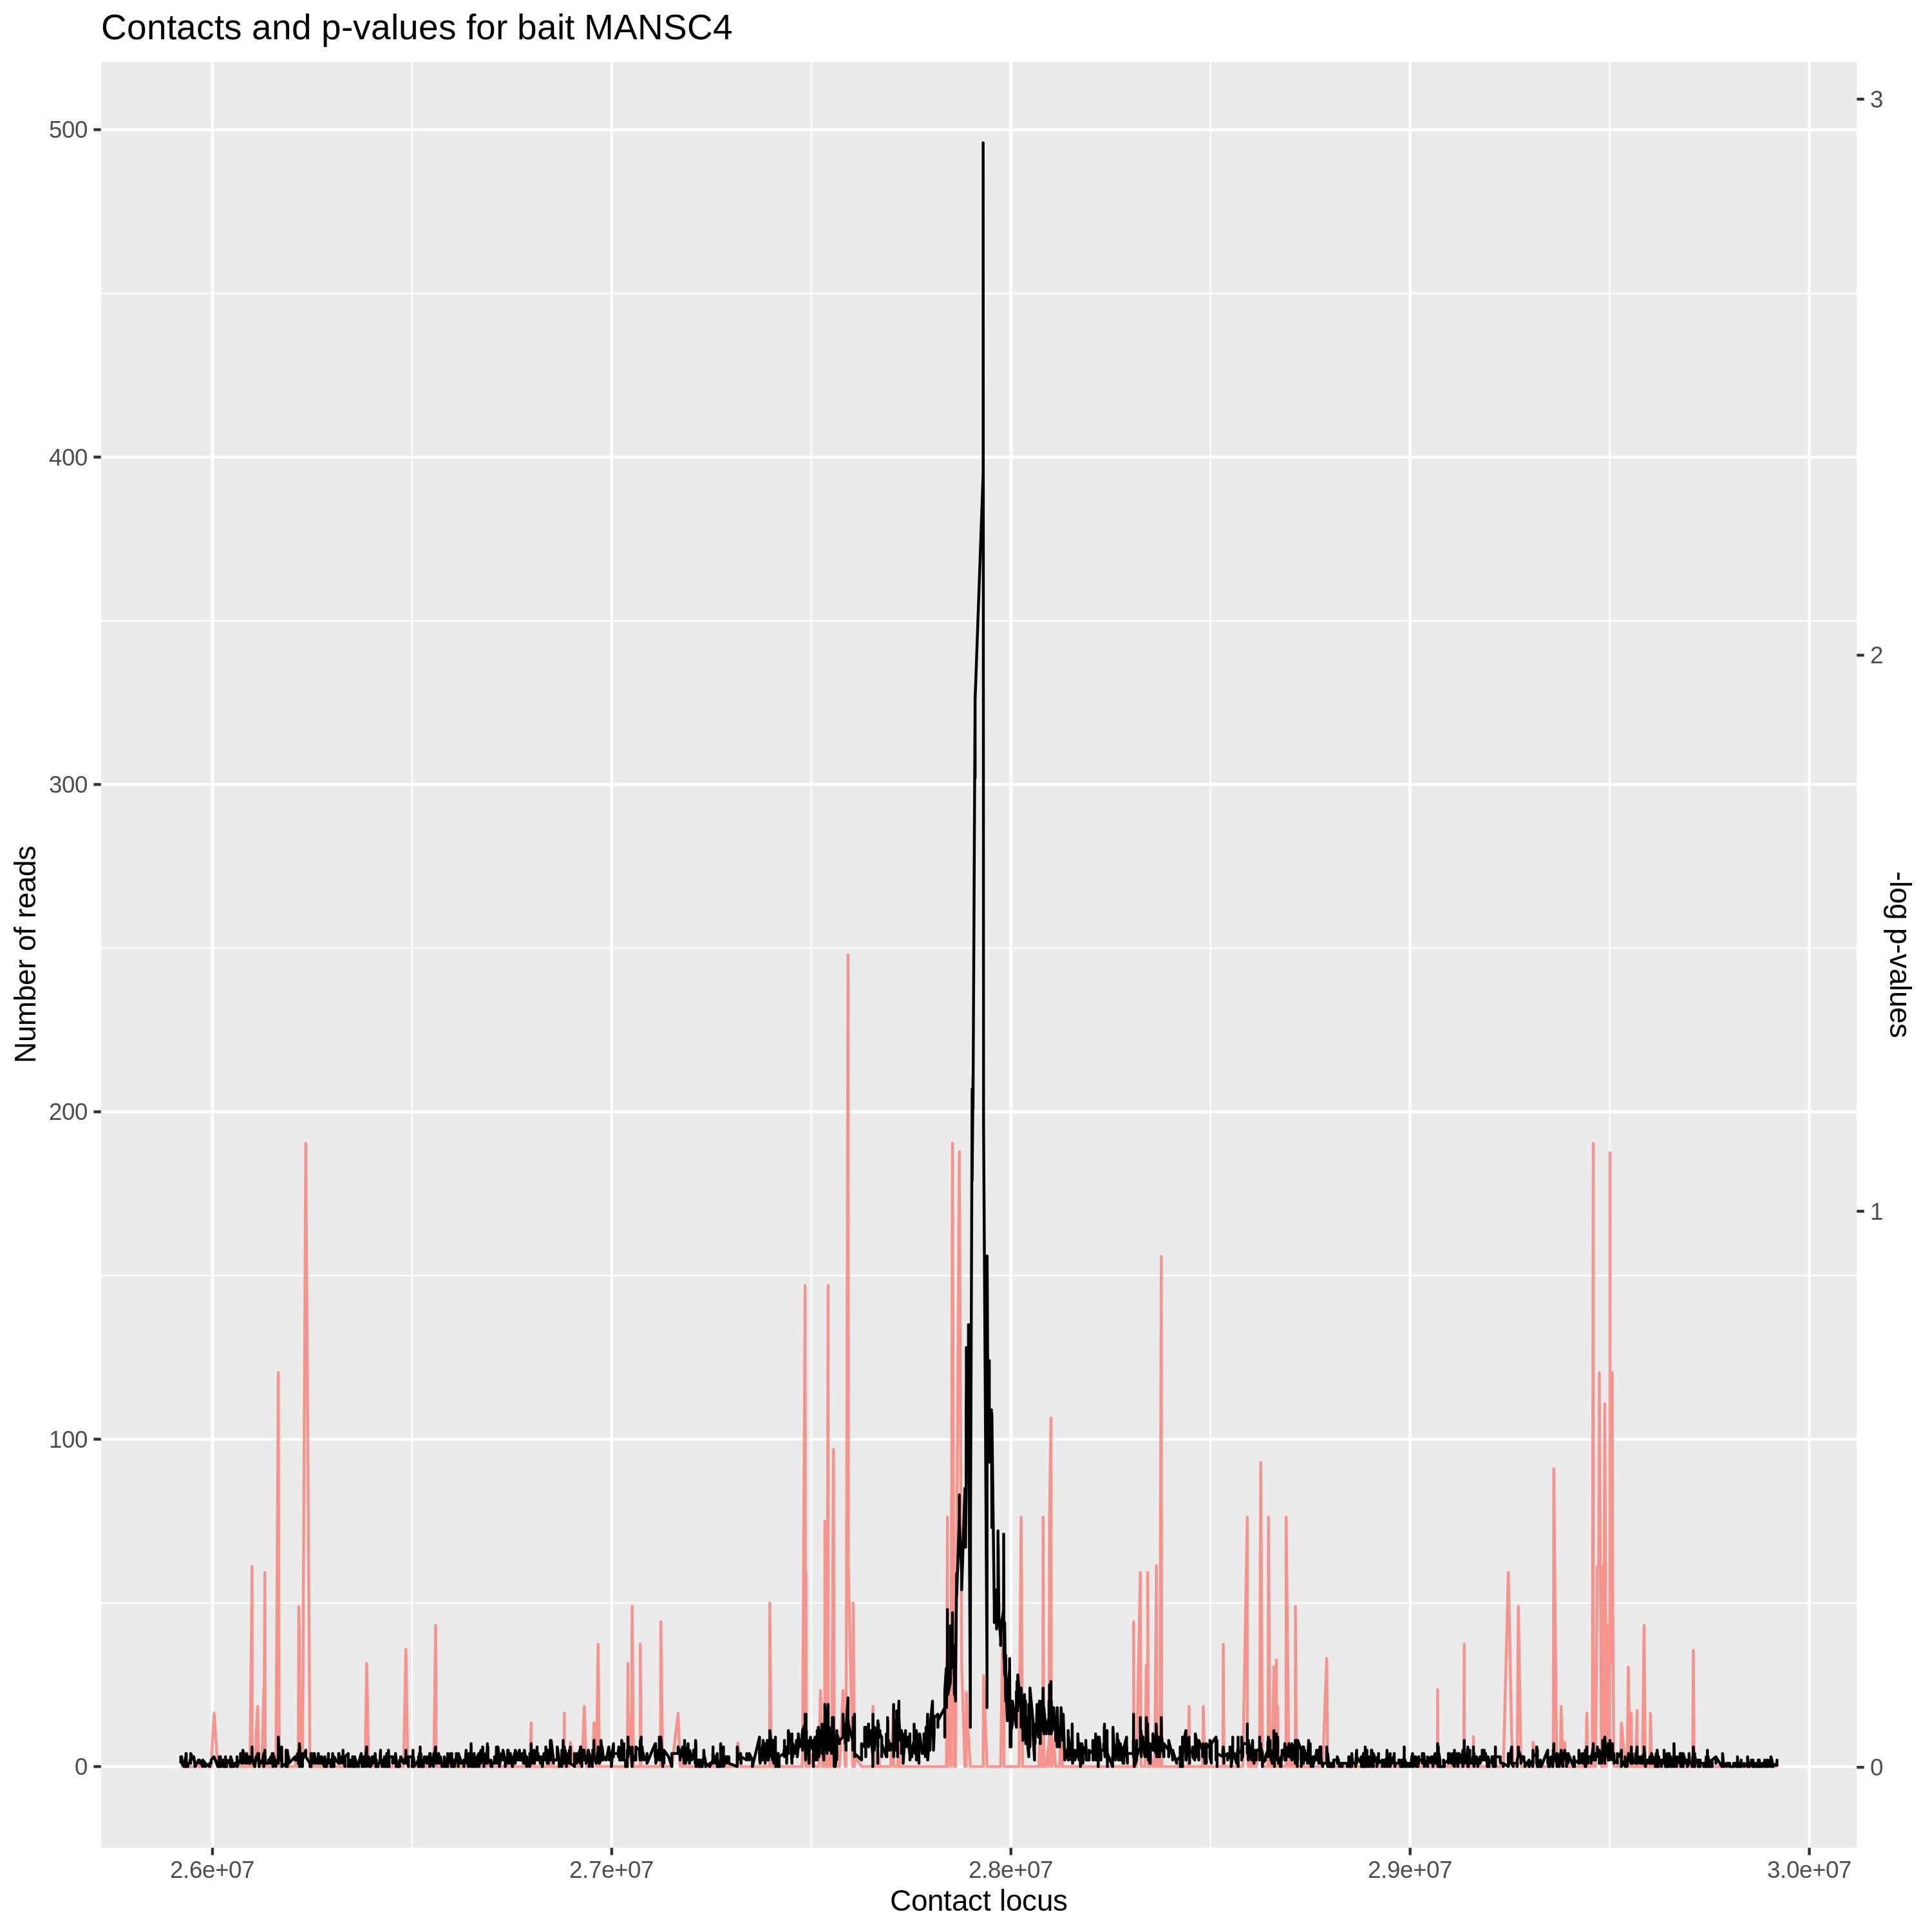 Contacts and p-values for bait MANSC4
500
400
300
200
100
0
Number of reads
3
2
1
0
-log p-values
2.6e+07 2.7e+07 2.8e+07 2.9e+07 3.0e+07
Contact locus